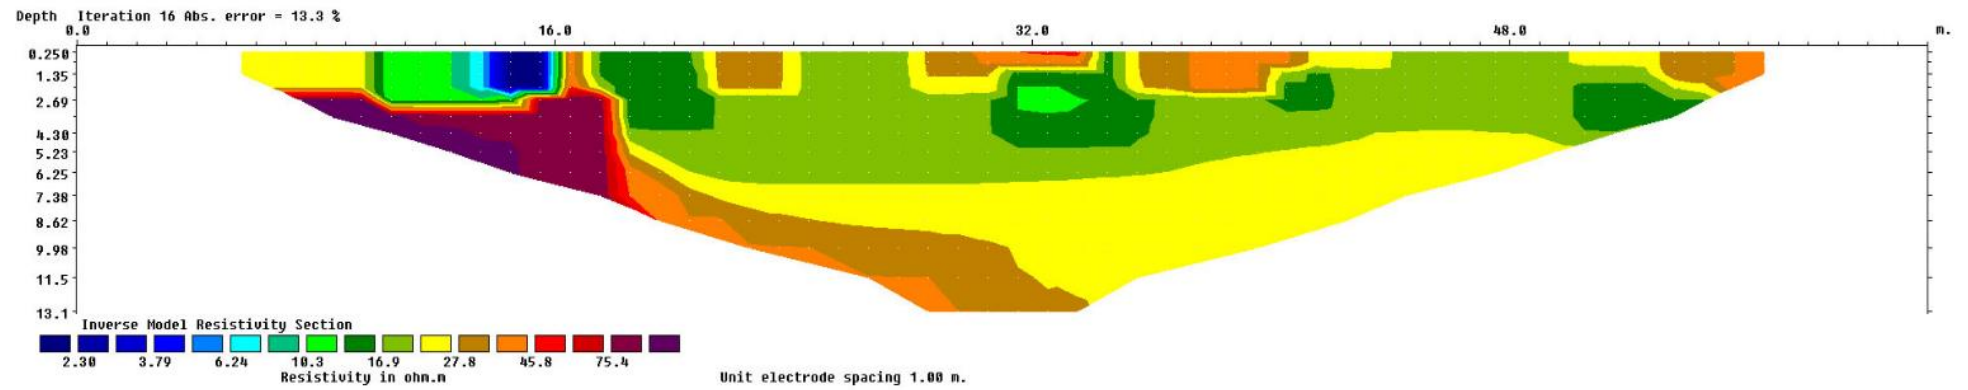 Depth Iteration 16 Abs. error = 13.3 %
0.0 16.0 32.0 48.0 m.
0.250
1.35
2.69
4.30
5.23
6.25
7.38
8.62
9.98
11.5
13.1
Inverse Model Resistivity Section
2.30 3.79 6.24 10.3 16.9 27.8 45.8 75.4
Resistivity in ohm.m Unit electrode spacing 1.00 m.